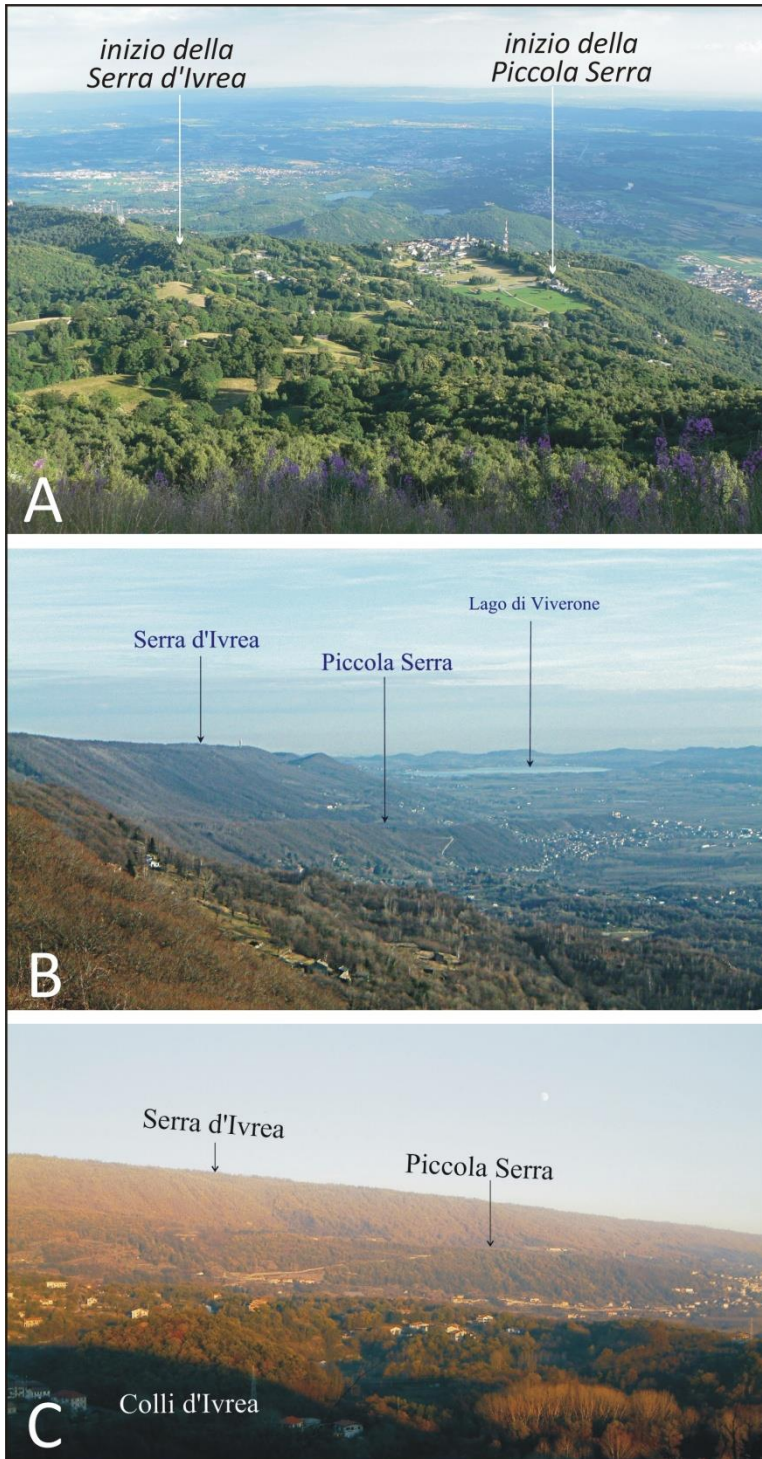 inizio della
Serra d'Ivrea
inizio della
Piccola Serra
A
Lago di Viverone
Serra d'Ivrea
Piccola Serra
B
Serra d'Ivrea
Piccola Serra
Colli d'Ivrea
C